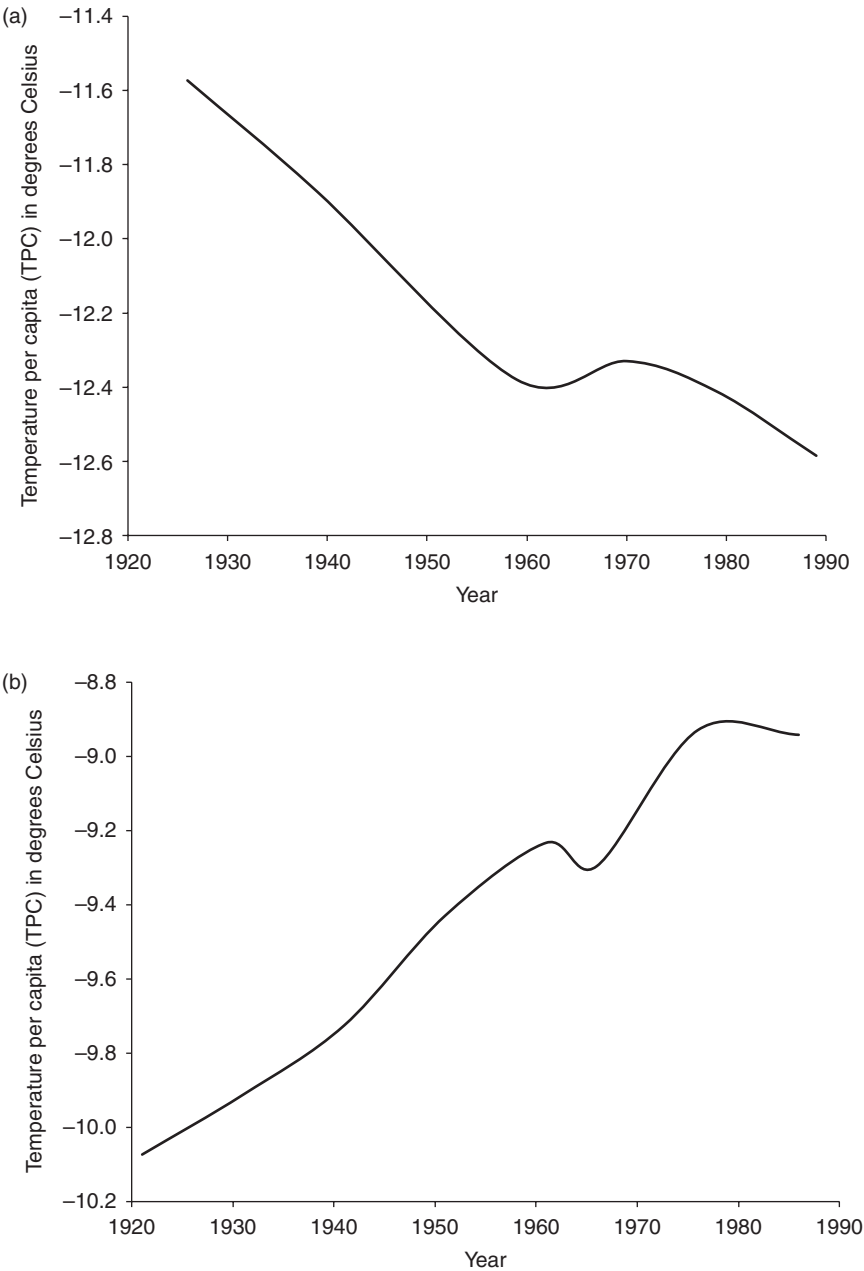 (a)
Temperature per capita (TPC) in degrees Celsius
–11.4
–11.6
–11.8
–12.0
–12.2
–12.4
–12.6
–12.8
1920 1930 1940 1950 1960 1970 1980 1990
Year
(b)
Temperature per capita (TPC) in degrees Celsius
–8.8
–9.0
–9.2
–9.4
–9.6
–9.8
–10.0
–10.2
1920 1930 1940 1950 1960 1970 1980 1990
Year